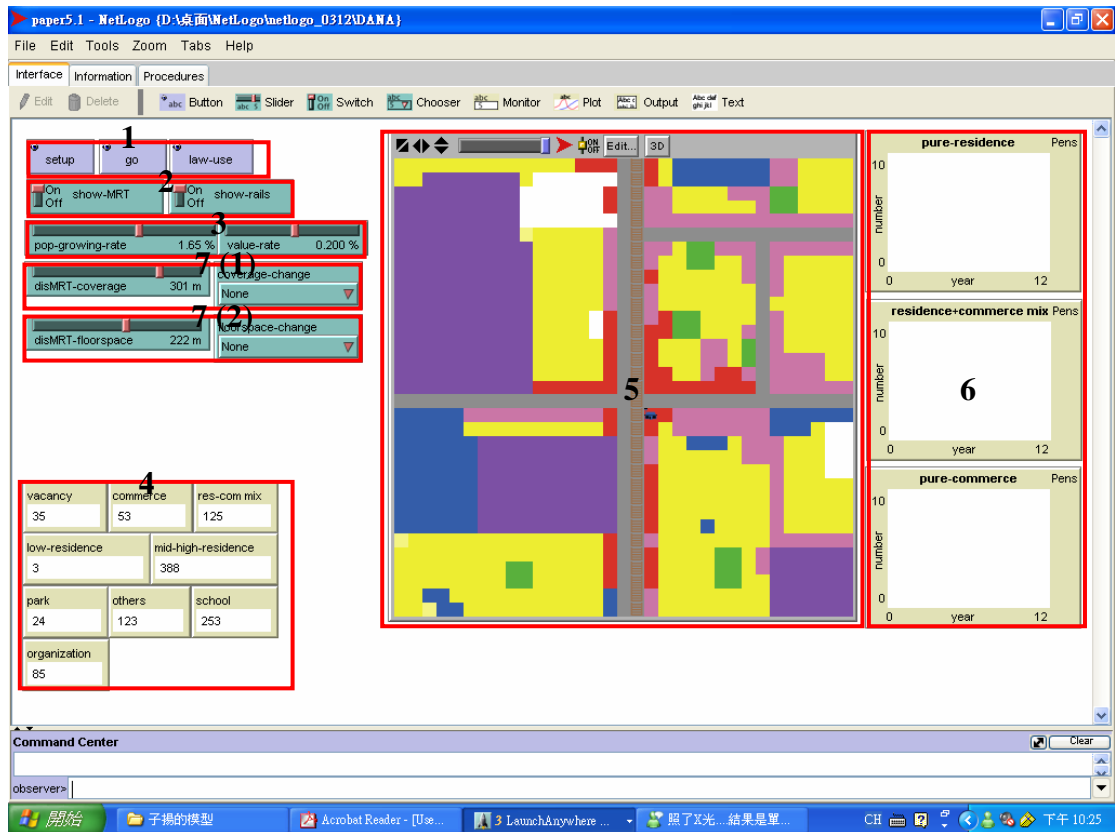 paper5.1 - NetLogo {D:\桌面\NetLogo\netlogo_0312\DANA}
File Edit Tools Zoom Tabs Help
Interface Information Procedures
Edit Delete Button Slider Switch Chooser Monitor Plot Output Text
1
setup go law-use
2
On Off show-MRT On Off show-rails
3
pop-growing-rate 1.65 % value-rate 0.200 %
7 (1)
disMRT-coverage 301 m coverage-change
None
7 (2)
disMRT-floorspace 222 m floorspace-change
None
4
vacancy commerce res-com mix
35 53 125
low-residence mid-high-residence
3 388
park others school
24 123 253
organization
85
ON OFF Edit... 3D
5
pure-residence Pens
10
number
0
0 year 12
residence+commerce mix Pens
10
number
6
0
0 year 12
pure-commerce Pens
10
number
0
0 year 12
Command Center Clear
observer>
開始 子揚的模型 Acrobat Reader - [Use... 3 LaunchAnywhere ... 照了X光....結果是單... CH 下午 10:25